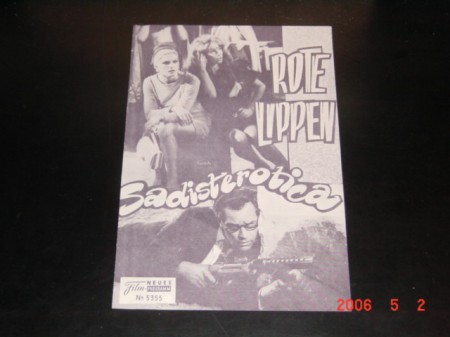 ROTE
LIPPEN
Sadisterotica
NEUES
Film
PROGRAMM
Nr 5355
2006 5 2